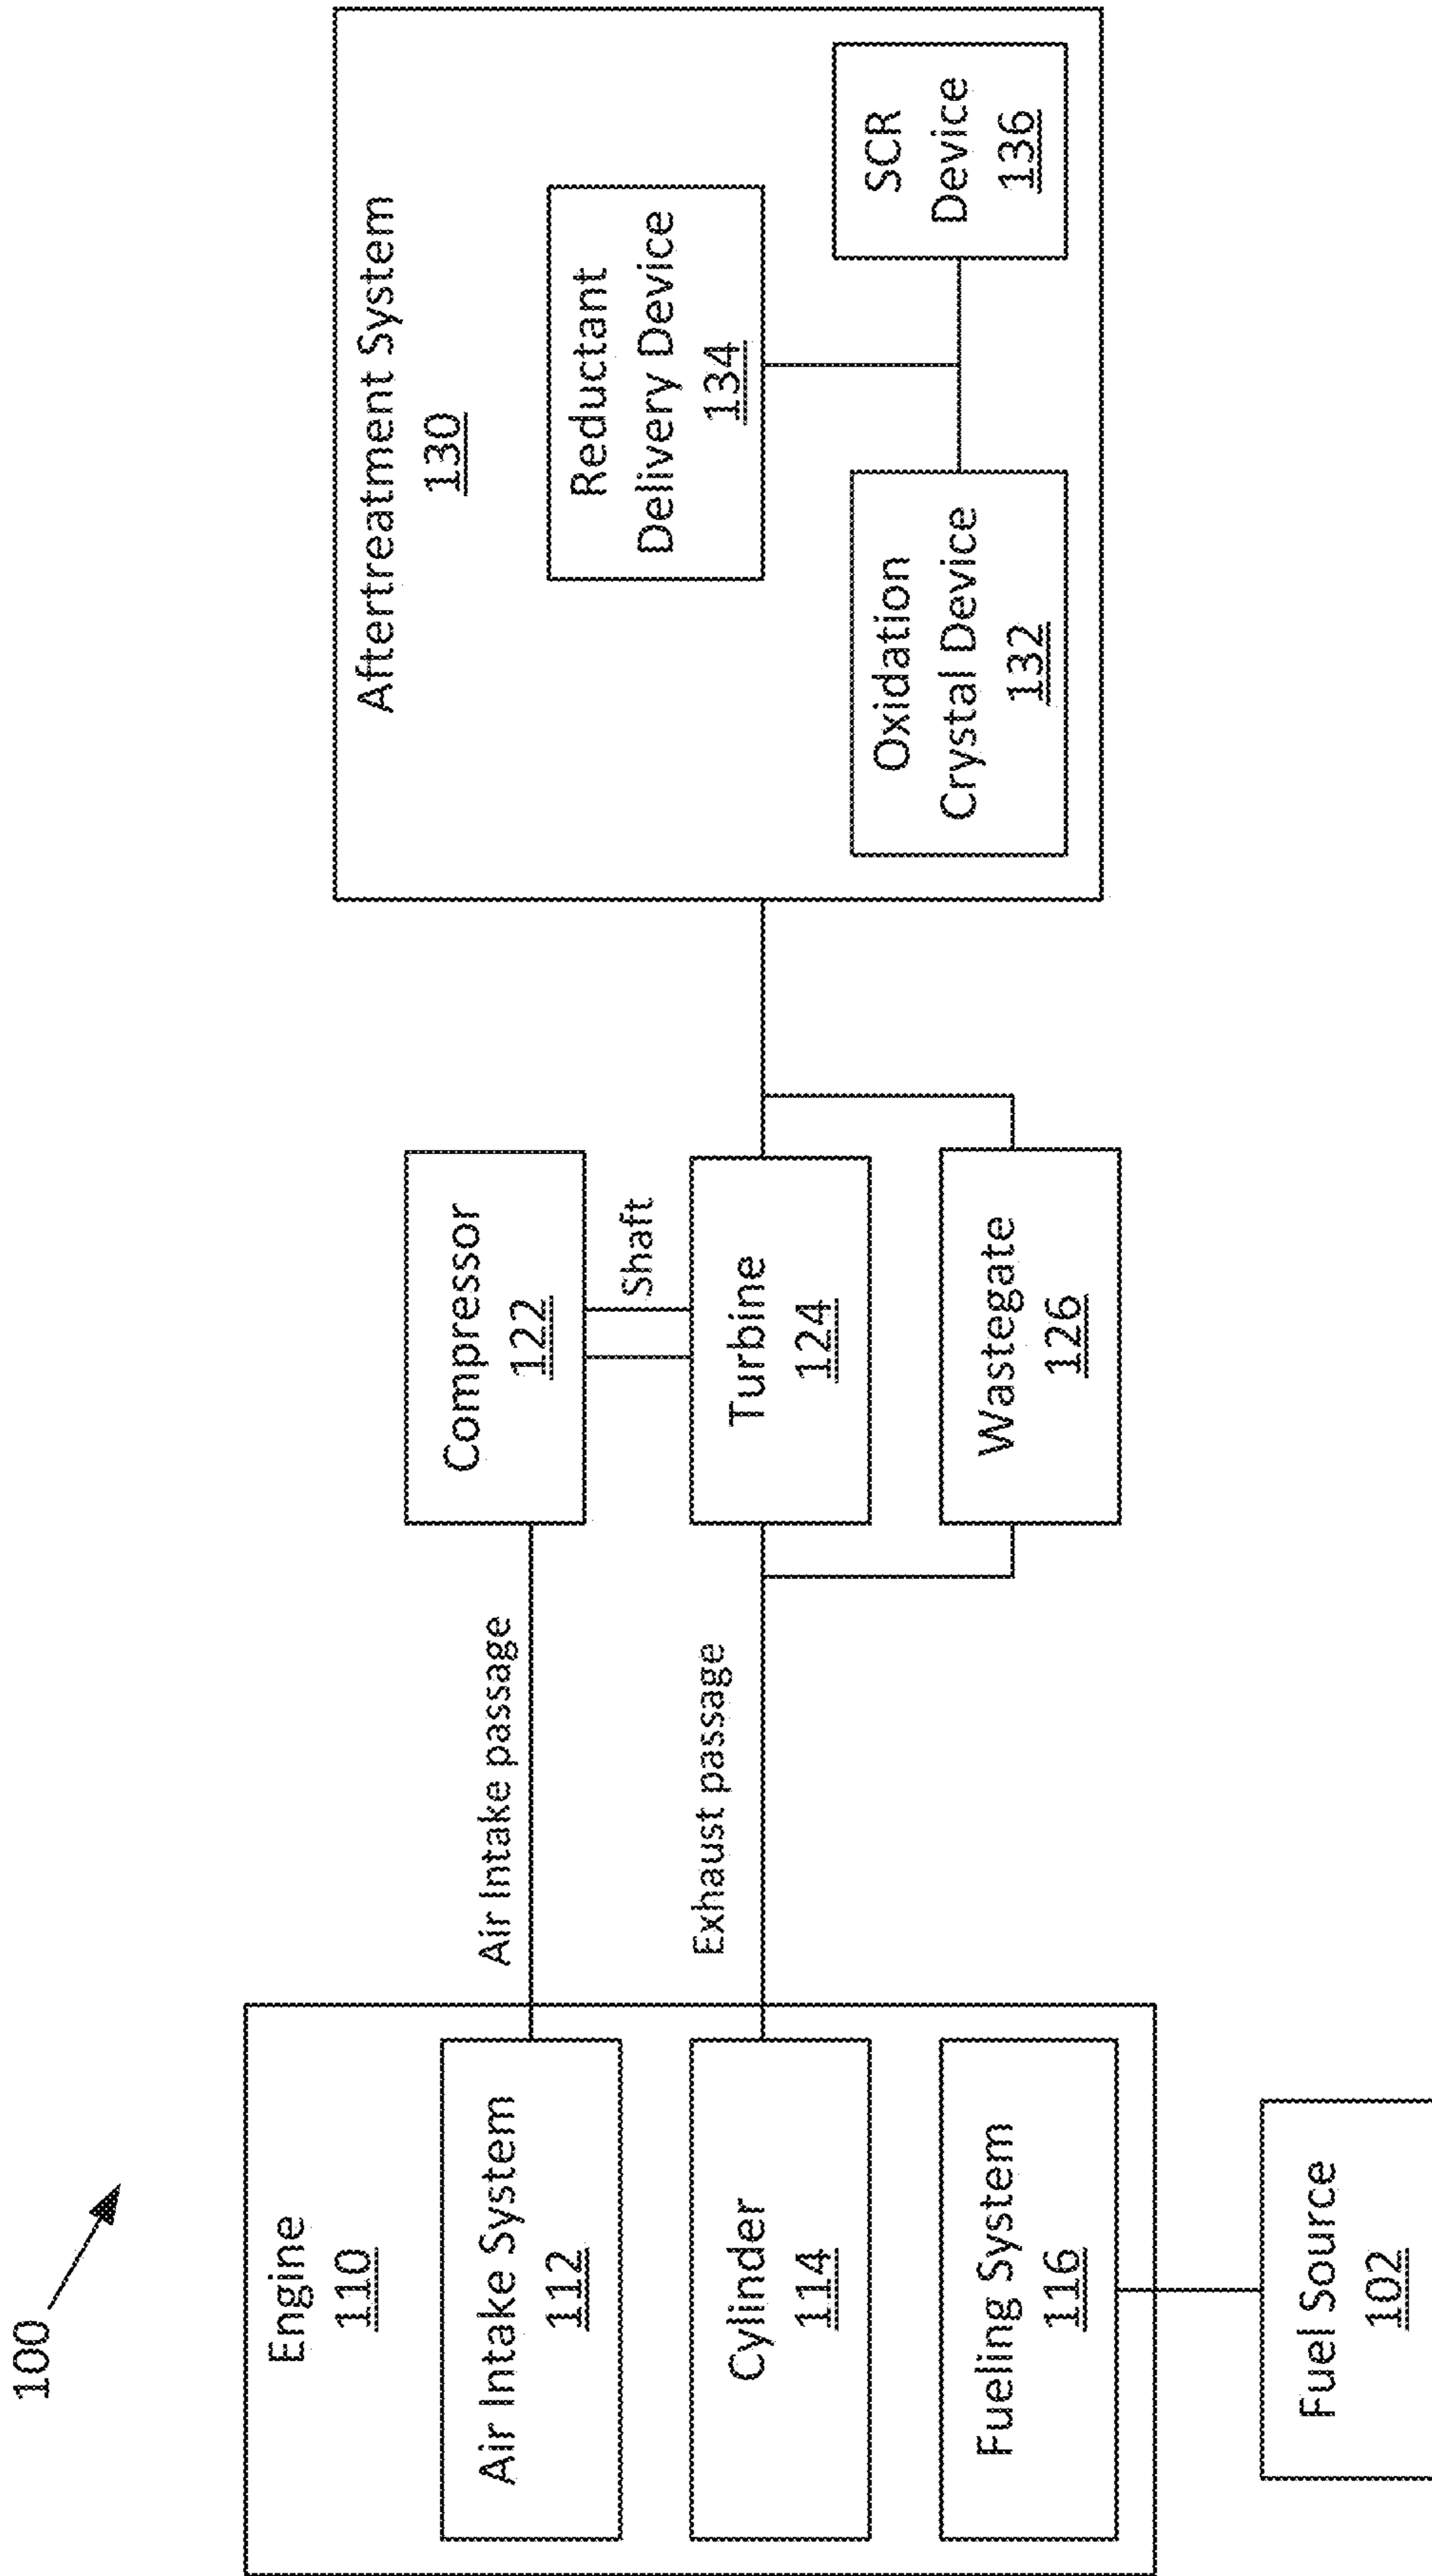 100
Engine
110
Air Intake System
112
Cylinder
114
Fueling System
116
Fuel Source
102
Air Intake passage
Exhaust passage
Compressor
122
Shaft
Turbine
124
Wastegate
126
Aftertreatment System
130
Reductant
Delivery Device
134
Oxidation
Crystal Device
132
SCR
Device
136